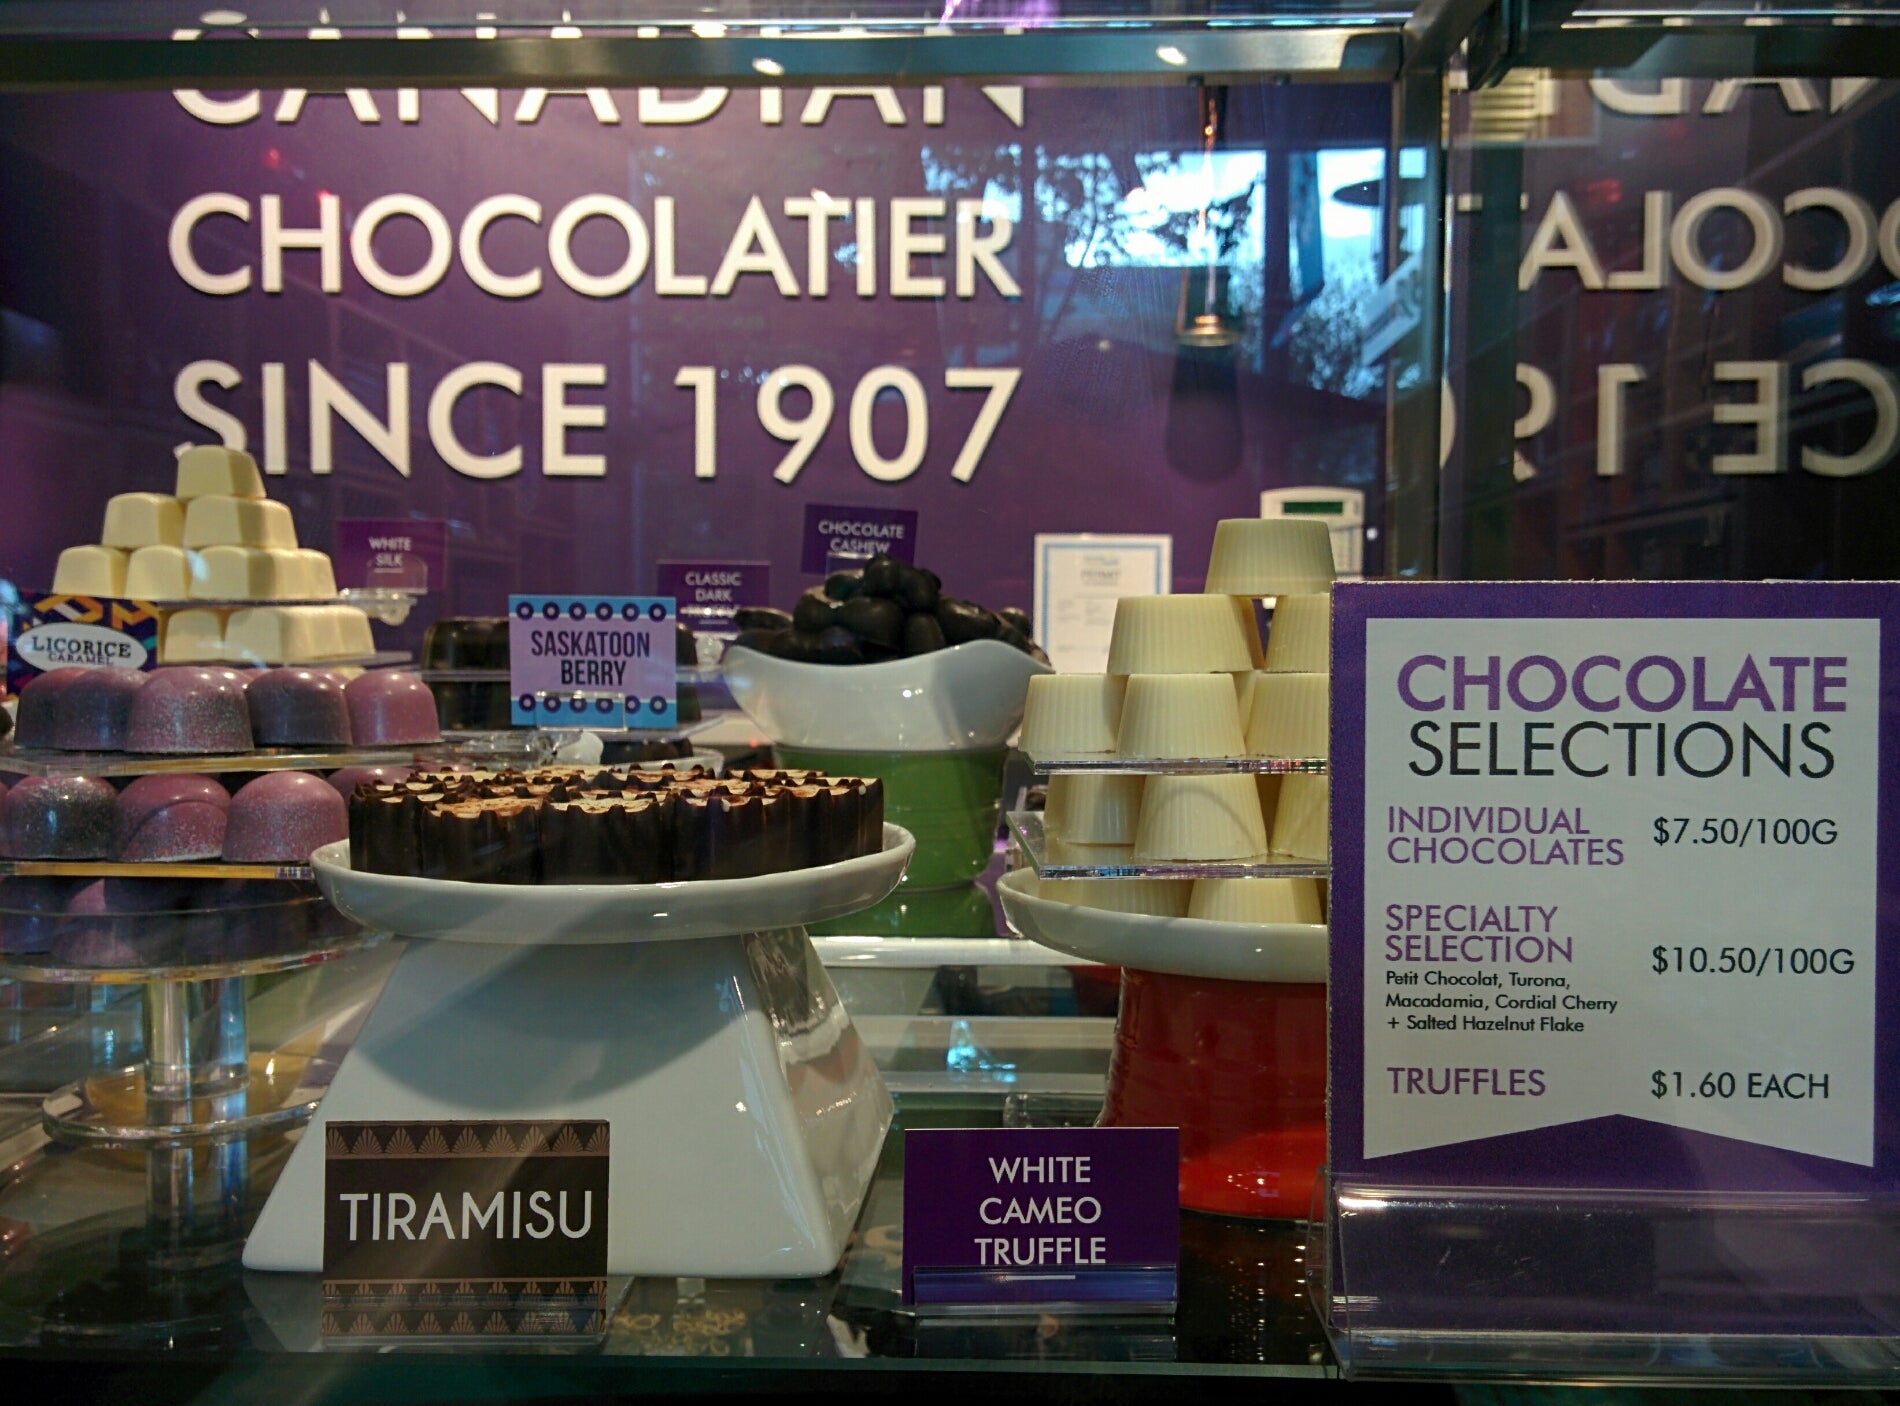 CANADIAN
CHOCOLATIER
SINCE 1907
WHITE
SILK
CLASSIC
DARK
TRUFFLE
CHOCOLATE
CASHEW
LICORICE
CARAMEL
SASKATOON
BERRY
TIRAMISU
WHITE
CAMEO
TRUFFLE
CHOCOLATE
SELECTIONS
INDIVIDUAL
CHOCOLATES $7.50/100G
SPECIALTY
SELECTION $10.50/100G
Petit Chocolat, Turona,
Macadamia, Cordial Cherry
+ Salted Hazelnut Flake
TRUFFLES $1.60 EACH